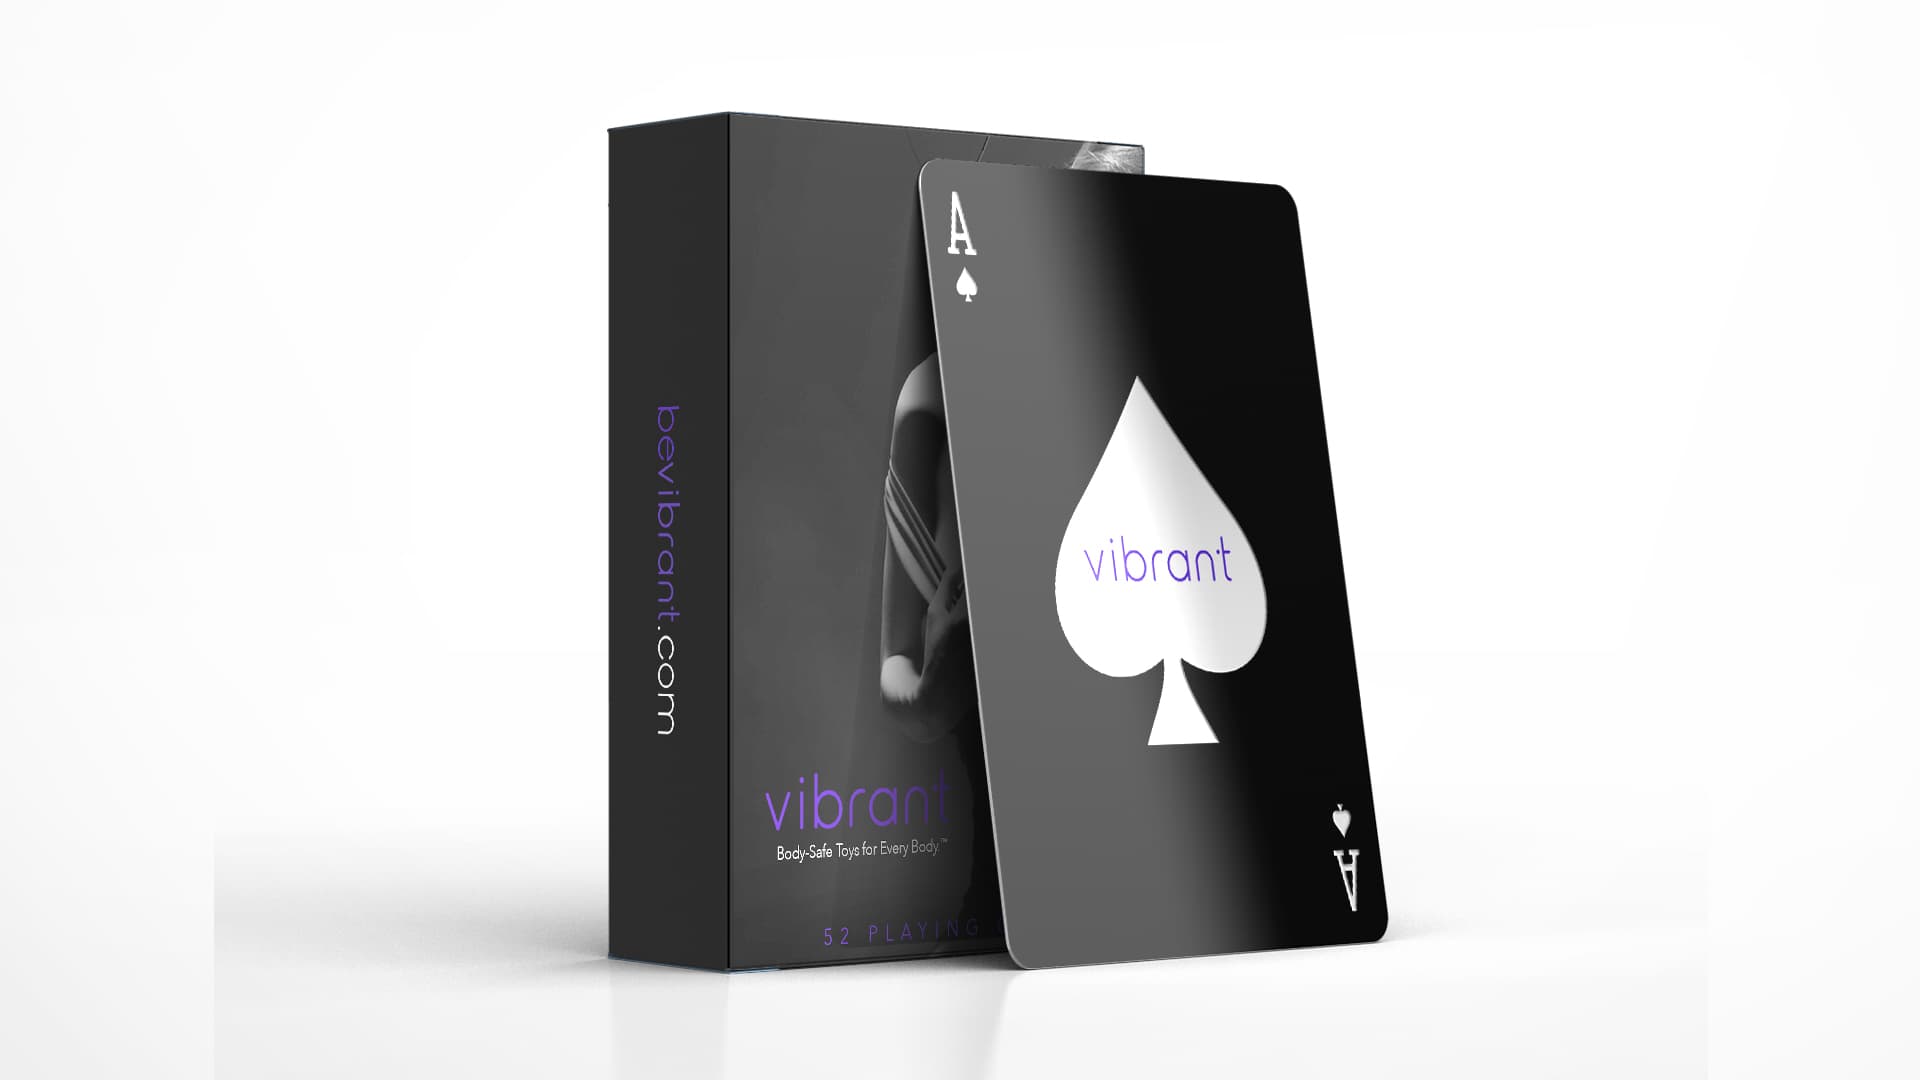 bevibrant.com
vibrant
Body-Safe Toys for Every Body.™
52 PLAYING
A
vibrant
A